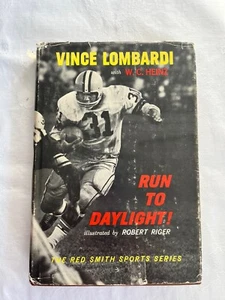 VINCE LOMBARDI
with W. C. HEINZ
31
RUN
TO
DAYLIGHT!
illustrated by ROBERT RIGER
THE RED SMITH SPORTS SERIES